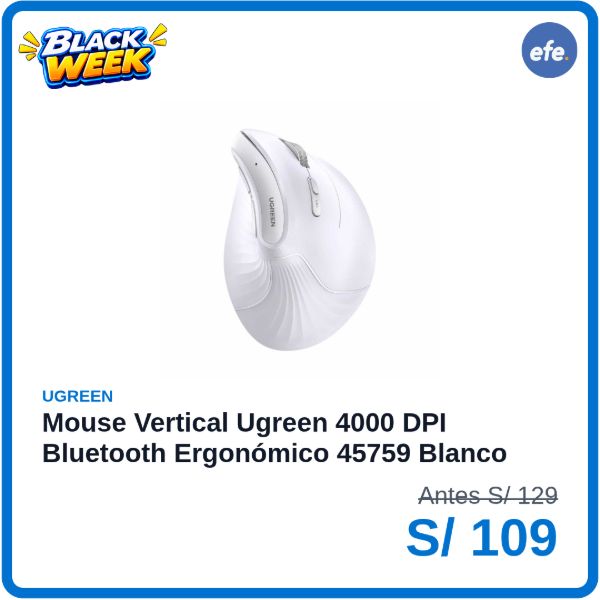 BLACK
WEEK
efe.
UGREEN
UGREEN
Mouse Vertical Ugreen 4000 DPI
Bluetooth Ergonómico 45759 Blanco
Antes S/ 129
S/ 109